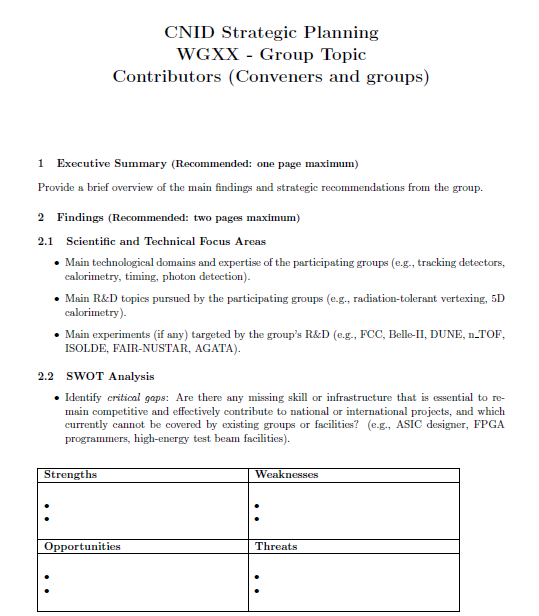 CNID Strategic Planning
WGXX - Group Topic
Contributors (Conveners and groups)
1 Executive Summary (Recommended: one page maximum)
Provide a brief overview of the main findings and strategic recommendations from the group.
2 Findings (Recommended: two pages maximum)
2.1 Scientific and Technical Focus Areas
• Main technological domains and expertise of the participating groups (e.g., tracking detectors,
calorimetry, timing, photon detection).
• Main R&D topics pursued by the participating groups (e.g., radiation-tolerant vertexing, 5D
calorimetry).
• Main experiments (if any) targeted by the group's R&D (e.g., FCC, Belle-II, DUNE, n_TOF,
ISOLDE, FAIR-NUSTAR, AGATA).
2.2 SWOT Analysis
• Identify critical gaps: Are there any missing skill or infrastructure that is essential to re-
main competitive and effectively contribute to national or international projects, and which
currently cannot be covered by existing groups or facilities? (e.g., ASIC designer, FPGA
programmers, high-energy test beam facilities).
Strengths Weaknesses
• •
• •
Opportunities Threats
• •
• •